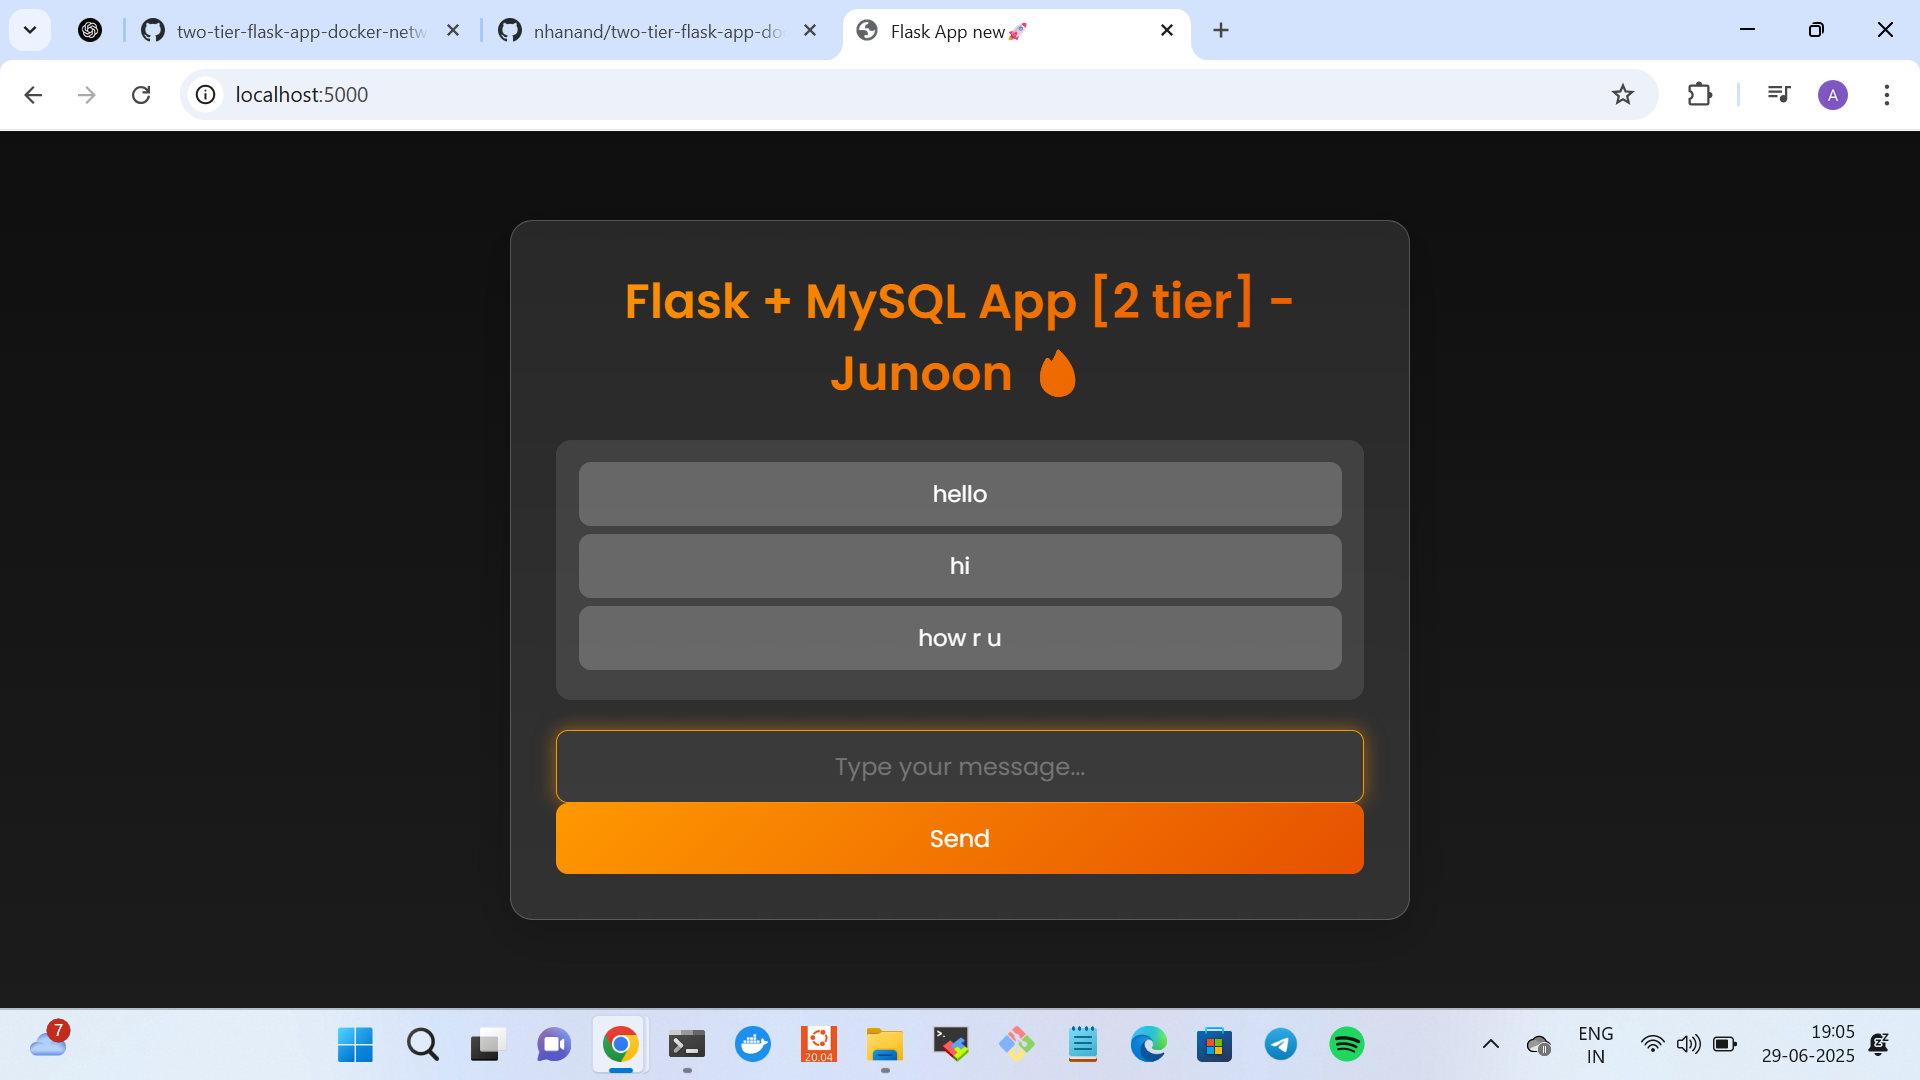 two-tier-flask-app-docker-netw
nhanand/two-tier-flask-app-do
Flask App new🚀
localhost:5000
A
Flask + MySQL App [2 tier] -
Junoon 🔥
hello
hi
how r u
Type your message...
Send
7
20.04
ENG
IN
19:05
29-06-2025